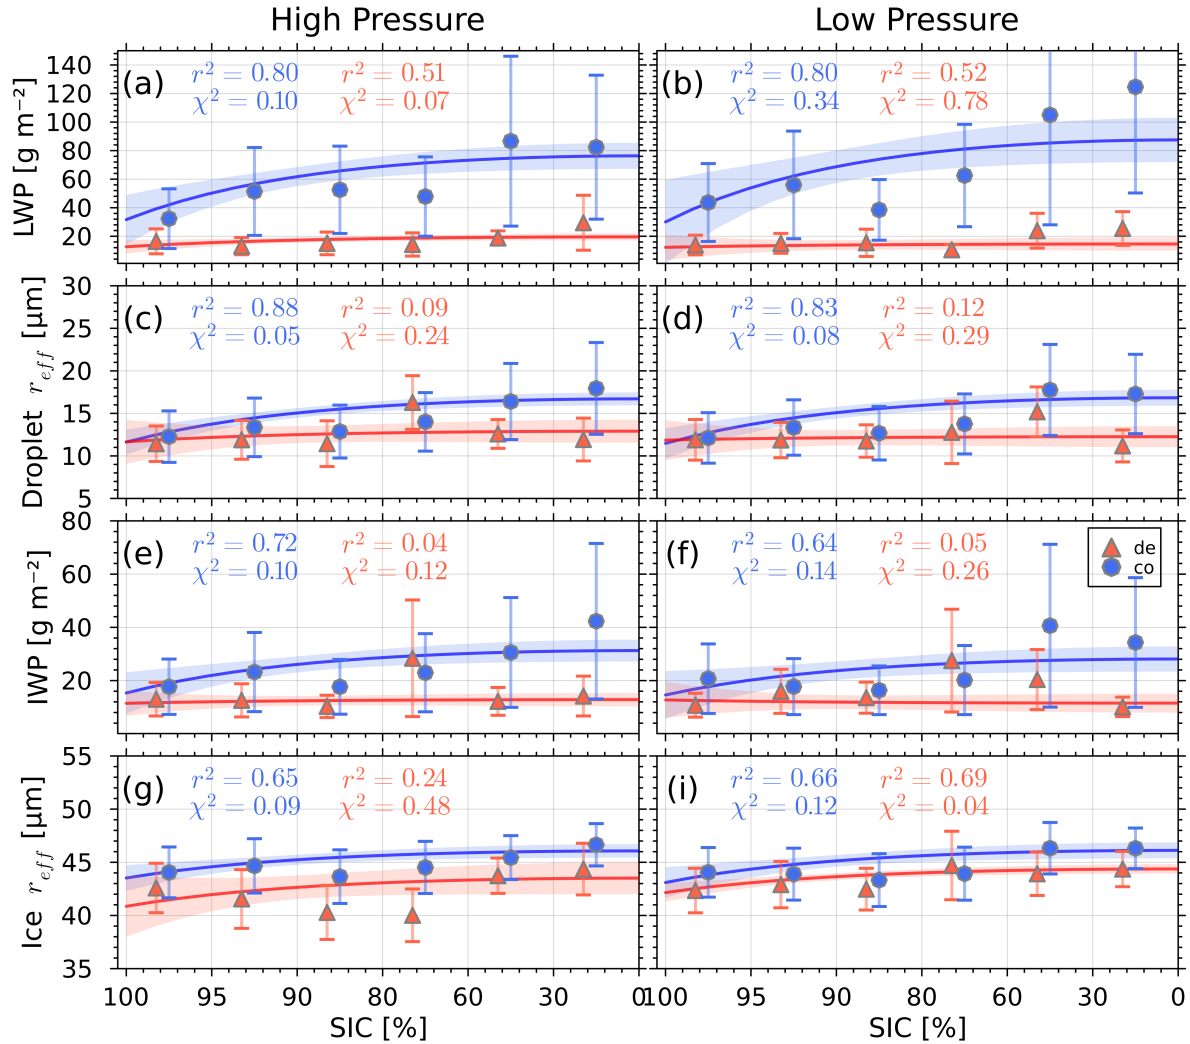 High Pressure Low Pressure
(a) r² = 0.80 r² = 0.51
χ² = 0.10 χ² = 0.07
(b) r² = 0.80 r² = 0.52
χ² = 0.34 χ² = 0.78
LWP [g m⁻²]
140
120
100
80
60
40
20
(c) r² = 0.88 r² = 0.09
χ² = 0.05 χ² = 0.24
(d) r² = 0.83 r² = 0.12
χ² = 0.08 χ² = 0.29
Droplet r_eff [μm]
30
25
20
15
10
5
(e) r² = 0.72 r² = 0.04
χ² = 0.10 χ² = 0.12
(f) r² = 0.64 r² = 0.05
χ² = 0.14 χ² = 0.26
de
co
IWP [g m⁻²]
80
60
40
20
(g) r² = 0.65 r² = 0.24
χ² = 0.09 χ² = 0.48
(i) r² = 0.66 r² = 0.69
χ² = 0.12 χ² = 0.04
Ice r_eff [μm]
55
50
45
40
35
100 95 90 80 60 30 0
100 95 90 80 60 30 0
SIC [%] SIC [%]